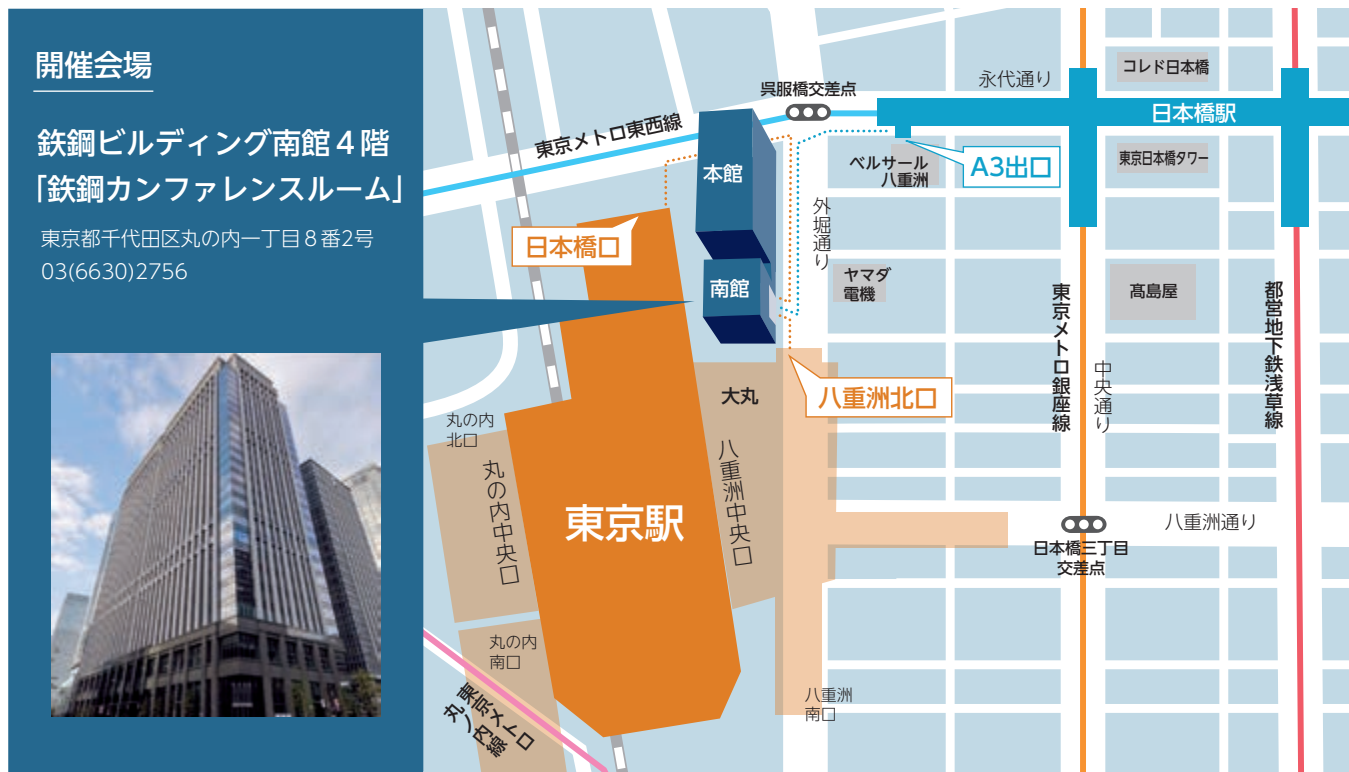 開催会場
鉃鋼ビルディング南館4階
「鉃鋼カンファレンスルーム」
東京都千代田区丸の内一丁目8番2号
03(6630)2756
コレド日本橋
永代通り
呉服橋交差点
日本橋駅
東京メトロ東西線
本館
ベルサール
八重洲
A3出口
東京日本橋タワー
外堀通り
日本橋口
南館
ヤマダ
電機
髙島屋
東京メトロ銀座線
都営地下鉄浅草線
中央通り
大丸
八重洲北口
丸の内
北口
丸の内中央口
八重洲中央口
東京駅
八重洲通り
日本橋三丁目
交差点
丸の内
南口
東京メトロ
丸ノ内線
八重洲
南口